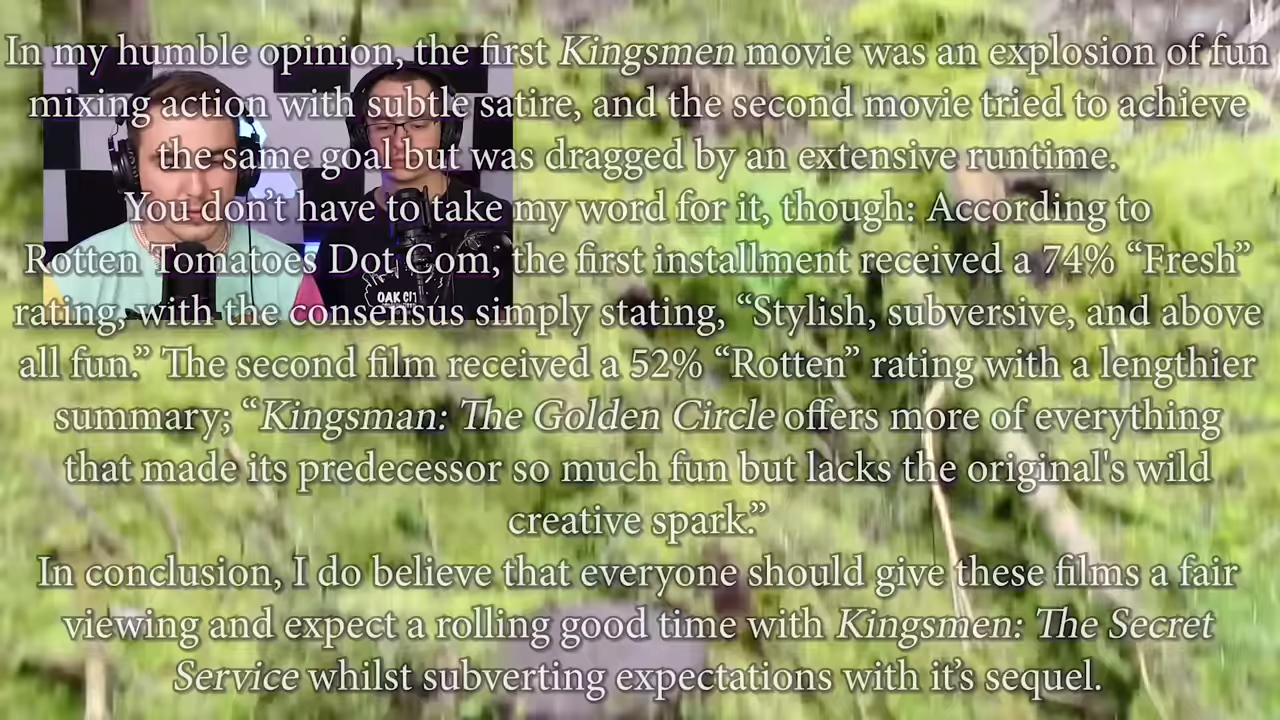 In my humble opinion, the first Kingsmen movie was an explosion of fun
mixing action with subtle satire, and the second movie tried to achieve
the same goal but was dragged by an extensive runtime.
You don’t have to take my word for it, though: According to
Rotten Tomatoes Dot Com, the first installment received a 74% “Fresh”
rating, with the consensus simply stating, “Stylish, subversive, and above
all fun.” The second film received a 52% “Rotten” rating with a lengthier
summary; “Kingsman: The Golden Circle offers more of everything
that made its predecessor so much fun but lacks the original's wild
creative spark.”
In conclusion, I do believe that everyone should give these films a fair
viewing and expect a rolling good time with Kingsmen: The Secret
Service whilst subverting expectations with it’s sequel.
OAK